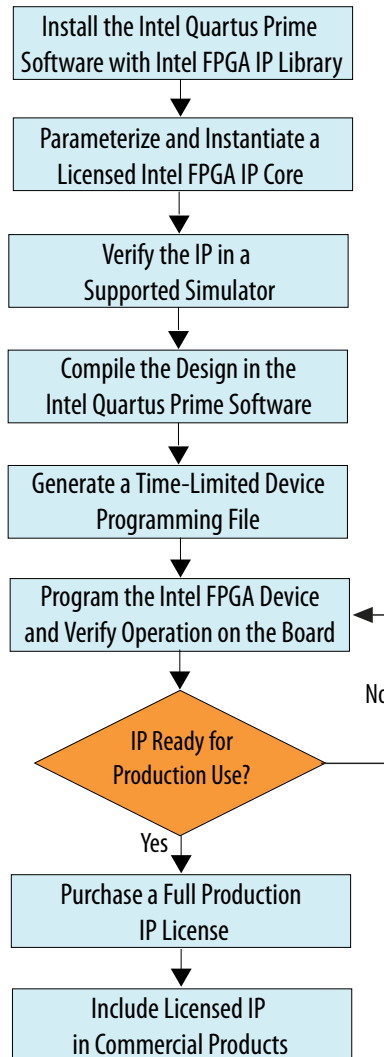 Install the Intel Quartus Prime
Software with Intel FPGA IP Library
Parameterize and Instantiate a
Licensed Intel FPGA IP Core
Verify the IP in a
Supported Simulator
Compile the Design in the
Intel Quartus Prime Software
Generate a Time-Limited Device
Programming File
Program the Intel FPGA Device
and Verify Operation on the Board
No
IP Ready for
Production Use?
Yes
Purchase a Full Production
IP License
Include Licensed IP
in Commercial Products